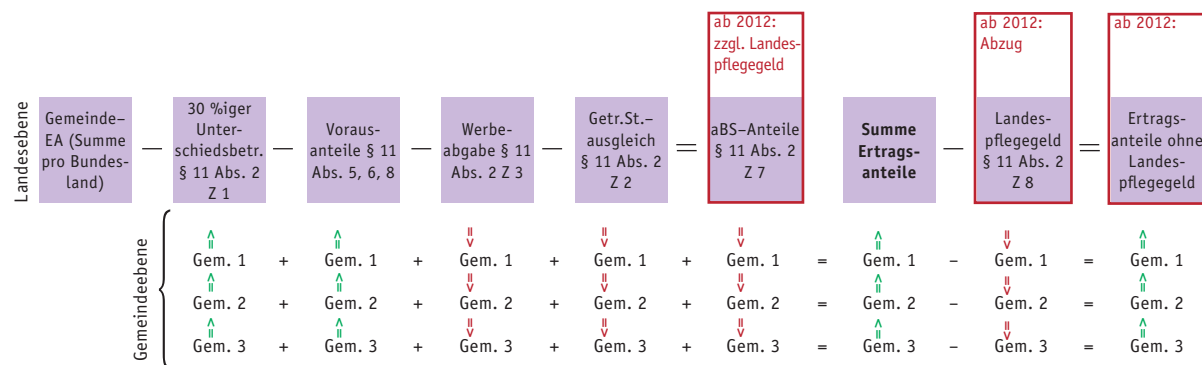 ab 2012:
zzgl. Landes-
pflegegeld
ab 2012:
Abzug
ab 2012:
Landesebene
Gemeinde–
EA (Summe
pro Bundes-
land)
—
30 %iger
Unter-
schiedsbetr.
§ 11 Abs. 2
Z 1
—
Voraus-
anteile § 11
Abs. 5, 6, 8
—
Werbe-
abgabe § 11
Abs. 2 Z 3
—
Getr.St.–
ausgleich
§ 11 Abs. 2
Z 2
=
aBS–Anteile
§ 11 Abs. 2
Z 7
Summe
Ertrags-
anteile
—
Landes-
pflegegeld
§ 11 Abs. 2
Z 8
=
Ertrags-
anteile ohne
Landes-
pflegegeld
Gemeindeebene
Gem. 1 + Gem. 1 + Gem. 1 + Gem. 1 + Gem. 1 = Gem. 1 – Gem. 1 = Gem. 1
Gem. 2 + Gem. 2 + Gem. 2 + Gem. 2 + Gem. 2 = Gem. 2 – Gem. 2 = Gem. 2
Gem. 3 + Gem. 3 + Gem. 3 + Gem. 3 + Gem. 3 = Gem. 3 – Gem. 3 = Gem. 3